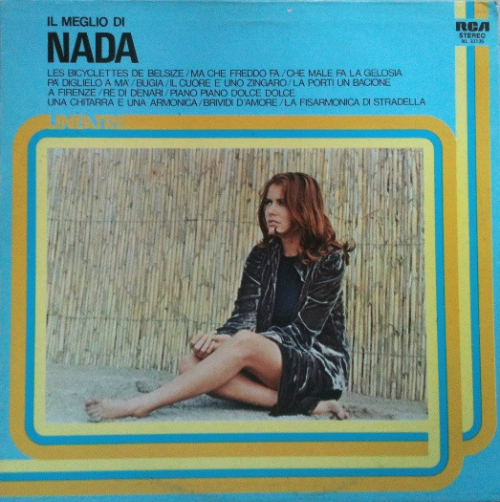 IL MEGLIO DI
NADA
RCA
STEREO
LES BICYCLETTES DE BELSIZE / MA CHE FREDDO FA / CHE MALE FA LA GELOSIA
PA' DIGLIELO A MA' / BUGIA / IL CUORE E' UNO ZINGARO / LA PORTI UN BACIONE
A FIRENZE / RE DI DENARI / PIANO PIANO DOLCE DOLCE
UNA CHITARRA E UNA ARMONICA / BRIVIDI D'AMORE / LA FISARMONICA DI STRADELLA
LINEATRE